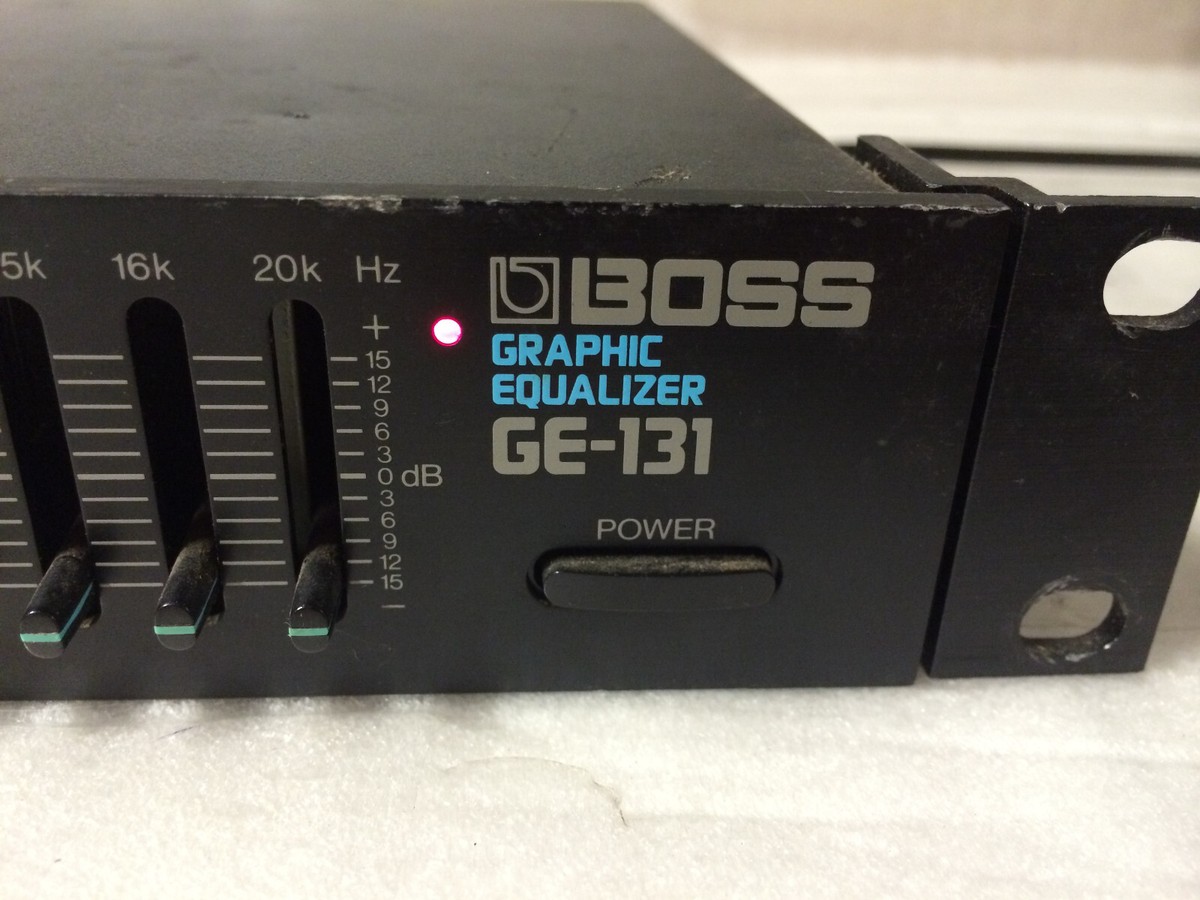 5k 16k 20k Hz
+
15
12
9
6
3
0 dB
3
6
9
12
15
−
BOSS
GRAPHIC
EQUALIZER
GE-131
POWER